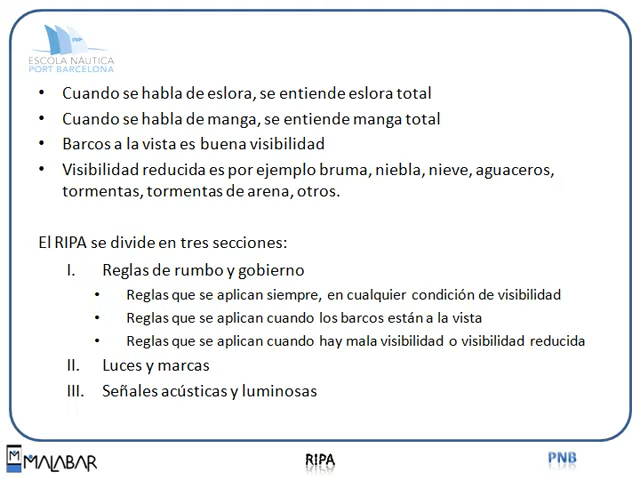 ESCOLA NÀUTICA
PORT BARCELONA
• Cuando se habla de eslora, se entiende eslora total
• Cuando se habla de manga, se entiende manga total
• Barcos a la vista es buena visibilidad
• Visibilidad reducida es por ejemplo bruma, niebla, nieve, aguaceros,
tormentas, tormentas de arena, otros.
El RIPA se divide en tres secciones:
I. Reglas de rumbo y gobierno
• Reglas que se aplican siempre, en cualquier condición de visibilidad
• Reglas que se aplican cuando los barcos están a la vista
• Reglas que se aplican cuando hay mala visibilidad o visibilidad reducida
II. Luces y marcas
III. Señales acústicas y luminosas
MALABAR
RIPA
PNB